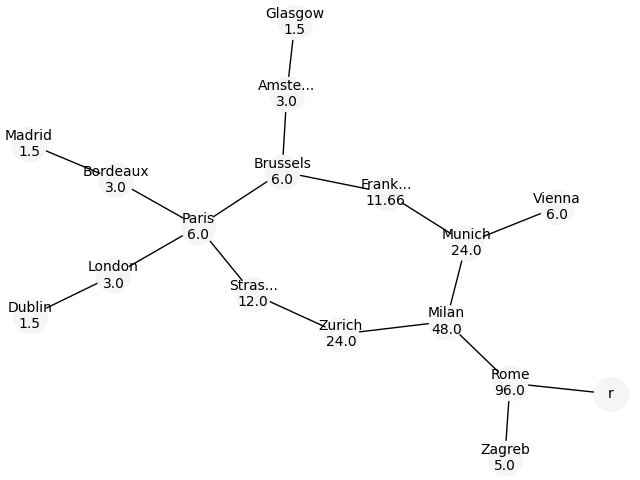 Glasgow
1.5
Amste...
3.0
Madrid
1.5
Bordeaux
3.0
Brussels
6.0
Frank...
11.66
Vienna
6.0
Paris
6.0
Munich
24.0
London
3.0
Stras...
12.0
Dublin
1.5
Zurich
24.0
Milan
48.0
Rome
96.0
r
Zagreb
5.0